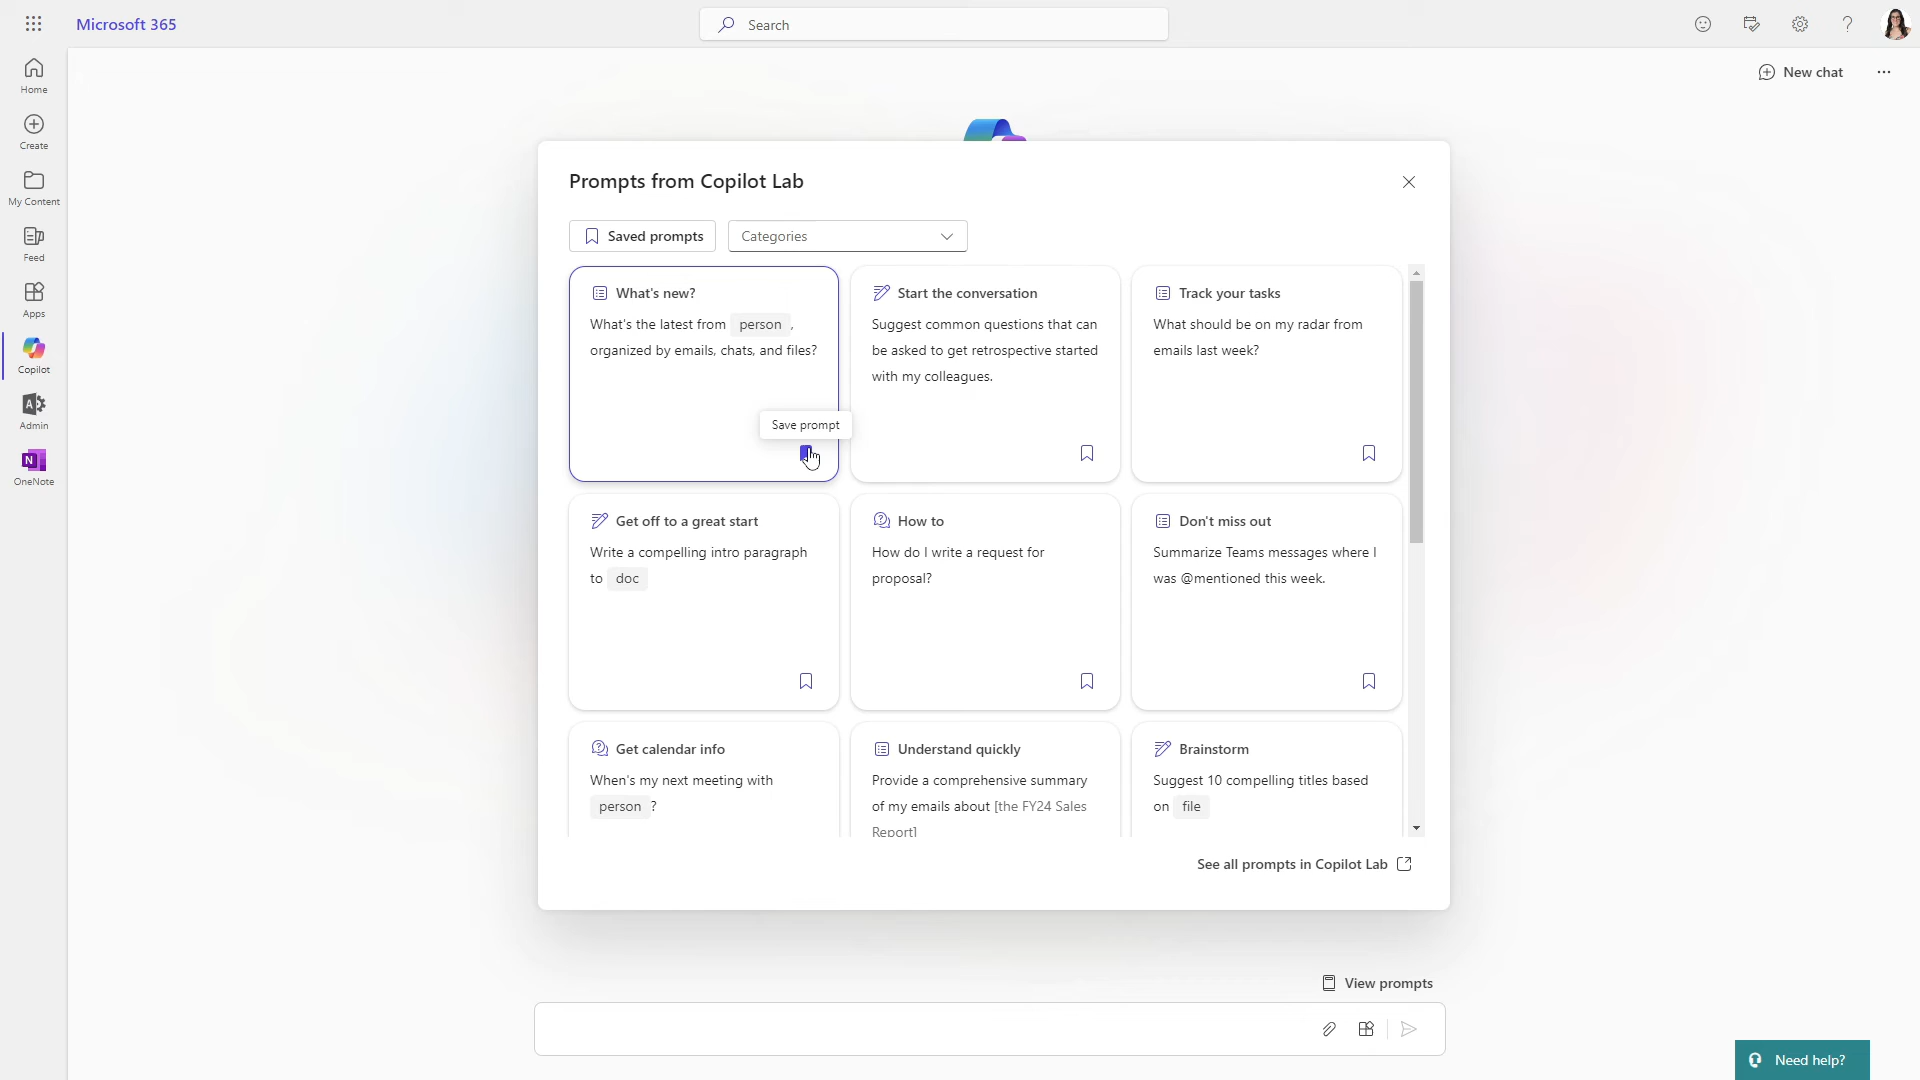 Microsoft 365
Search
New chat
Home
Create
My Content
Feed
Apps
Copilot
Admin
N
OneNote
Prompts from Copilot Lab
Saved prompts
Categories
What's new?
What's the latest from person ,
organized by emails, chats, and files?
Save prompt
Start the conversation
Suggest common questions that can
be asked to get retrospective started
with my colleagues.
Track your tasks
What should be on my radar from
emails last week?
Get off to a great start
Write a compelling intro paragraph
to doc
How to
How do I write a request for
proposal?
Don't miss out
Summarize Teams messages where I
was @mentioned this week.
Get calendar info
When's my next meeting with
person ?
Understand quickly
Provide a comprehensive summary
of my emails about [the FY24 Sales
Report]
Brainstorm
Suggest 10 compelling titles based
on file
See all prompts in Copilot Lab
View prompts
Need help?